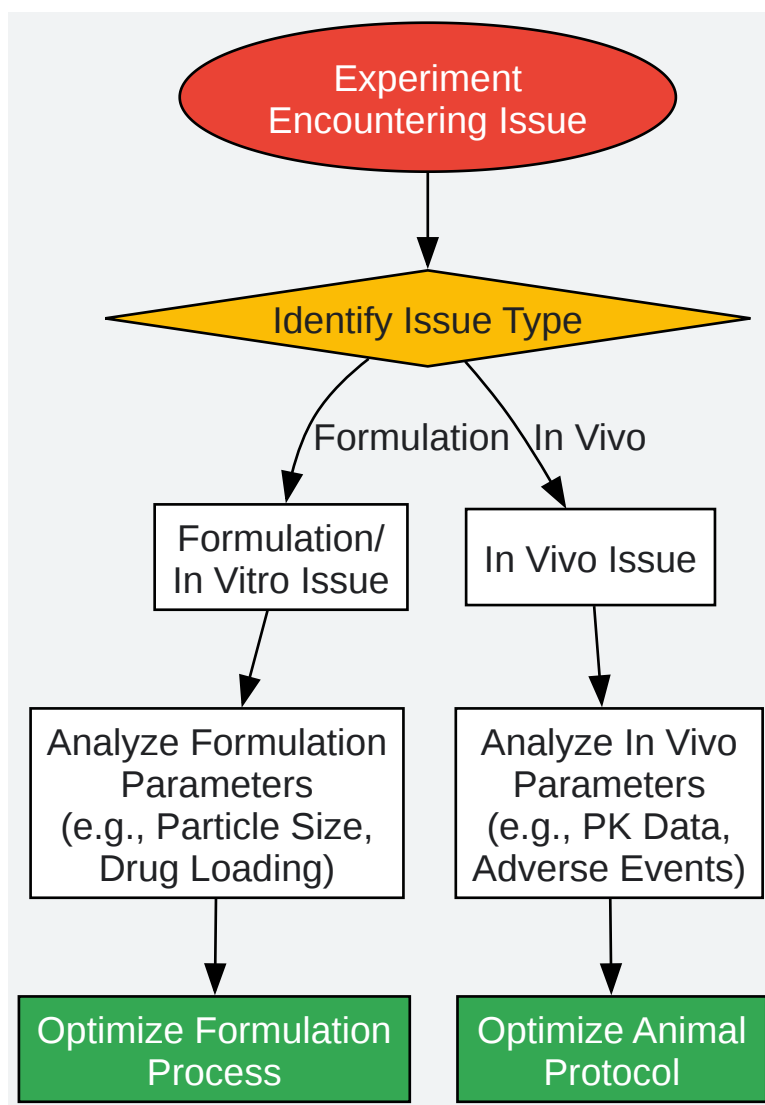 Experiment
Encountering Issue
Identify Issue Type
Formulation
In Vivo
Formulation/
In Vitro Issue
In Vivo Issue
Analyze Formulation
Parameters
(e.g., Particle Size,
Drug Loading)
Analyze In Vivo
Parameters
(e.g., PK Data,
Adverse Events)
Optimize Formulation
Process
Optimize Animal
Protocol